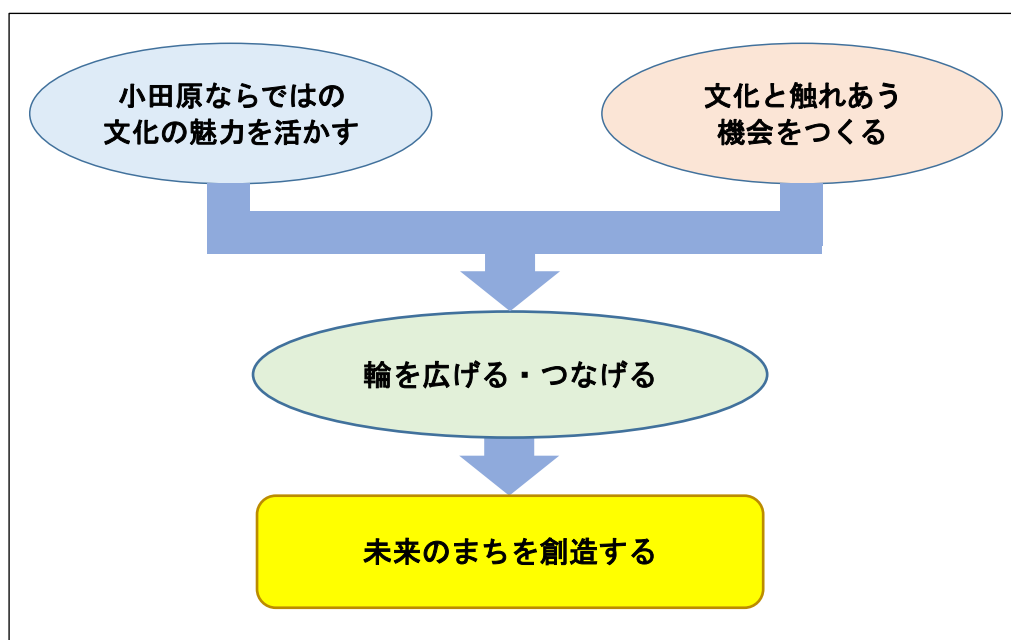 小田原ならではの
文化の魅力を活かす
文化と触れあう
機会をつくる
輪を広げる・つなげる
未来のまちを創造する